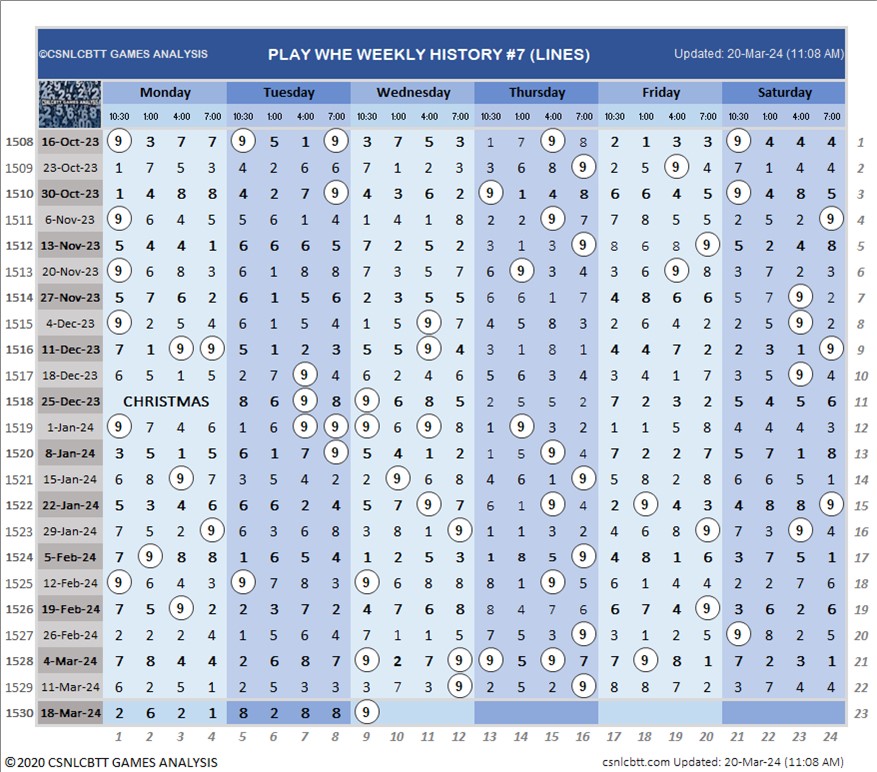 ©CSNLCBTT GAMES ANALYSIS PLAY WHE WEEKLY HISTORY #7 (LINES) Updated: 20-Mar-24 (11:08 AM)
CSNLCBTT GAMES ANALYSIS Monday Tuesday Wednesday Thursday Friday Saturday
10:30 1:00 4:00 7:00 10:30 1:00 4:00 7:00 10:30 1:00 4:00 7:00 10:30 1:00 4:00 7:00 10:30 1:00 4:00 7:00 10:30 1:00 4:00 7:00
1508 16-Oct-23 9 3 7 7 9 5 1 9 3 7 5 3 1 7 9 8 2 1 3 3 9 4 4 4 1
1509 23-Oct-23 1 7 5 3 4 2 6 6 7 1 2 3 3 6 8 9 2 5 9 4 7 1 4 4 2
1510 30-Oct-23 1 4 8 8 4 2 7 9 4 3 6 2 9 1 4 8 6 6 4 5 9 4 8 5 3
1511 6-Nov-23 9 6 4 5 5 6 1 4 1 4 1 8 2 2 9 7 7 8 5 5 2 5 2 9 4
1512 13-Nov-23 5 4 4 1 6 6 6 5 7 2 5 2 3 1 3 9 8 6 8 9 5 2 4 8 5
1513 20-Nov-23 9 6 8 3 6 1 8 8 7 3 5 7 6 9 3 4 3 6 9 8 3 7 2 3 6
1514 27-Nov-23 5 7 6 2 6 1 5 6 2 3 5 5 6 6 1 7 4 8 6 6 5 7 9 2 7
1515 4-Dec-23 9 2 5 4 6 1 5 4 1 5 9 7 4 5 8 3 2 6 4 2 2 5 9 2 8
1516 11-Dec-23 7 1 9 9 5 1 2 3 5 5 9 4 3 1 8 1 4 4 7 2 2 3 1 9 9
1517 18-Dec-23 6 5 1 5 2 7 9 4 6 2 4 6 5 6 3 4 3 4 1 7 3 5 9 4 10
1518 25-Dec-23 CHRISTMAS 8 6 9 8 9 6 8 5 2 5 5 2 7 2 3 2 5 4 5 6 11
1519 1-Jan-24 9 7 4 6 1 6 9 9 9 6 9 2 1 9 3 2 1 1 5 8 4 4 4 3 12
1520 8-Jan-24 3 5 1 5 6 1 7 9 5 4 1 2 1 5 9 4 7 2 2 7 5 7 1 8 13
1521 15-Jan-24 6 8 9 7 3 5 4 2 2 9 6 8 4 6 1 9 5 8 2 8 6 6 5 1 14
1522 22-Jan-24 5 3 4 6 6 6 2 4 5 7 9 7 6 1 9 4 2 9 4 3 4 8 8 9 15
1523 29-Jan-24 7 5 2 9 3 6 6 8 3 8 1 9 1 1 3 2 4 6 8 9 7 3 9 4 16
1524 5-Feb-24 7 9 8 8 1 6 5 4 1 2 5 3 1 8 5 9 4 8 1 6 3 7 5 1 17
1525 12-Feb-24 9 6 4 3 9 7 8 3 9 6 8 8 8 1 9 5 6 1 4 4 2 2 7 6 18
1526 19-Feb-24 7 5 9 2 2 3 7 2 4 7 6 8 8 4 7 6 6 7 4 9 3 6 2 6 19
1527 26-Feb-24 2 2 2 4 1 5 6 4 7 1 1 5 7 5 3 9 3 1 2 5 9 8 2 5 20
1528 4-Mar-24 7 8 4 4 2 6 8 7 9 2 7 9 9 5 9 7 7 9 8 1 7 2 3 1 21
1529 11-Mar-24 6 2 5 1 2 5 3 3 3 7 3 9 2 5 2 9 8 8 7 2 3 7 4 4 22
1530 18-Mar-24 2 6 2 1 8 2 8 8 9 23
1 2 3 4 5 6 7 8 9 10 11 12 13 14 15 16 17 18 19 20 21 22 23 24
©2020 CSNLCBTT GAMES ANALYSIS csnlcbtt.com Updated: 20-Mar-24 (11:08 AM)